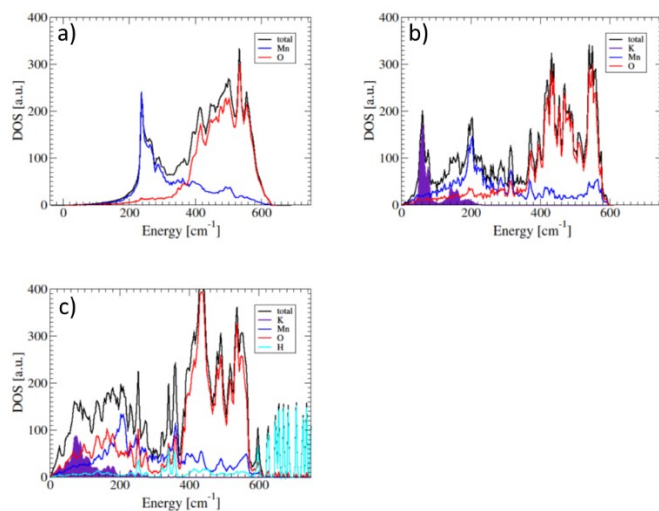 a)
400
300
200
100
0
DOS [a.u.]
total
Mn
O
0 200 400 600
Energy [cm-1]
b)
400
300
200
100
0
DOS [a.u.]
total
K
Mn
O
0 200 400 600
Energy [cm-1]
c)
400
300
200
100
0
DOS [a.u.]
total
K
Mn
O
H
0 200 400 600
Energy [cm-1]